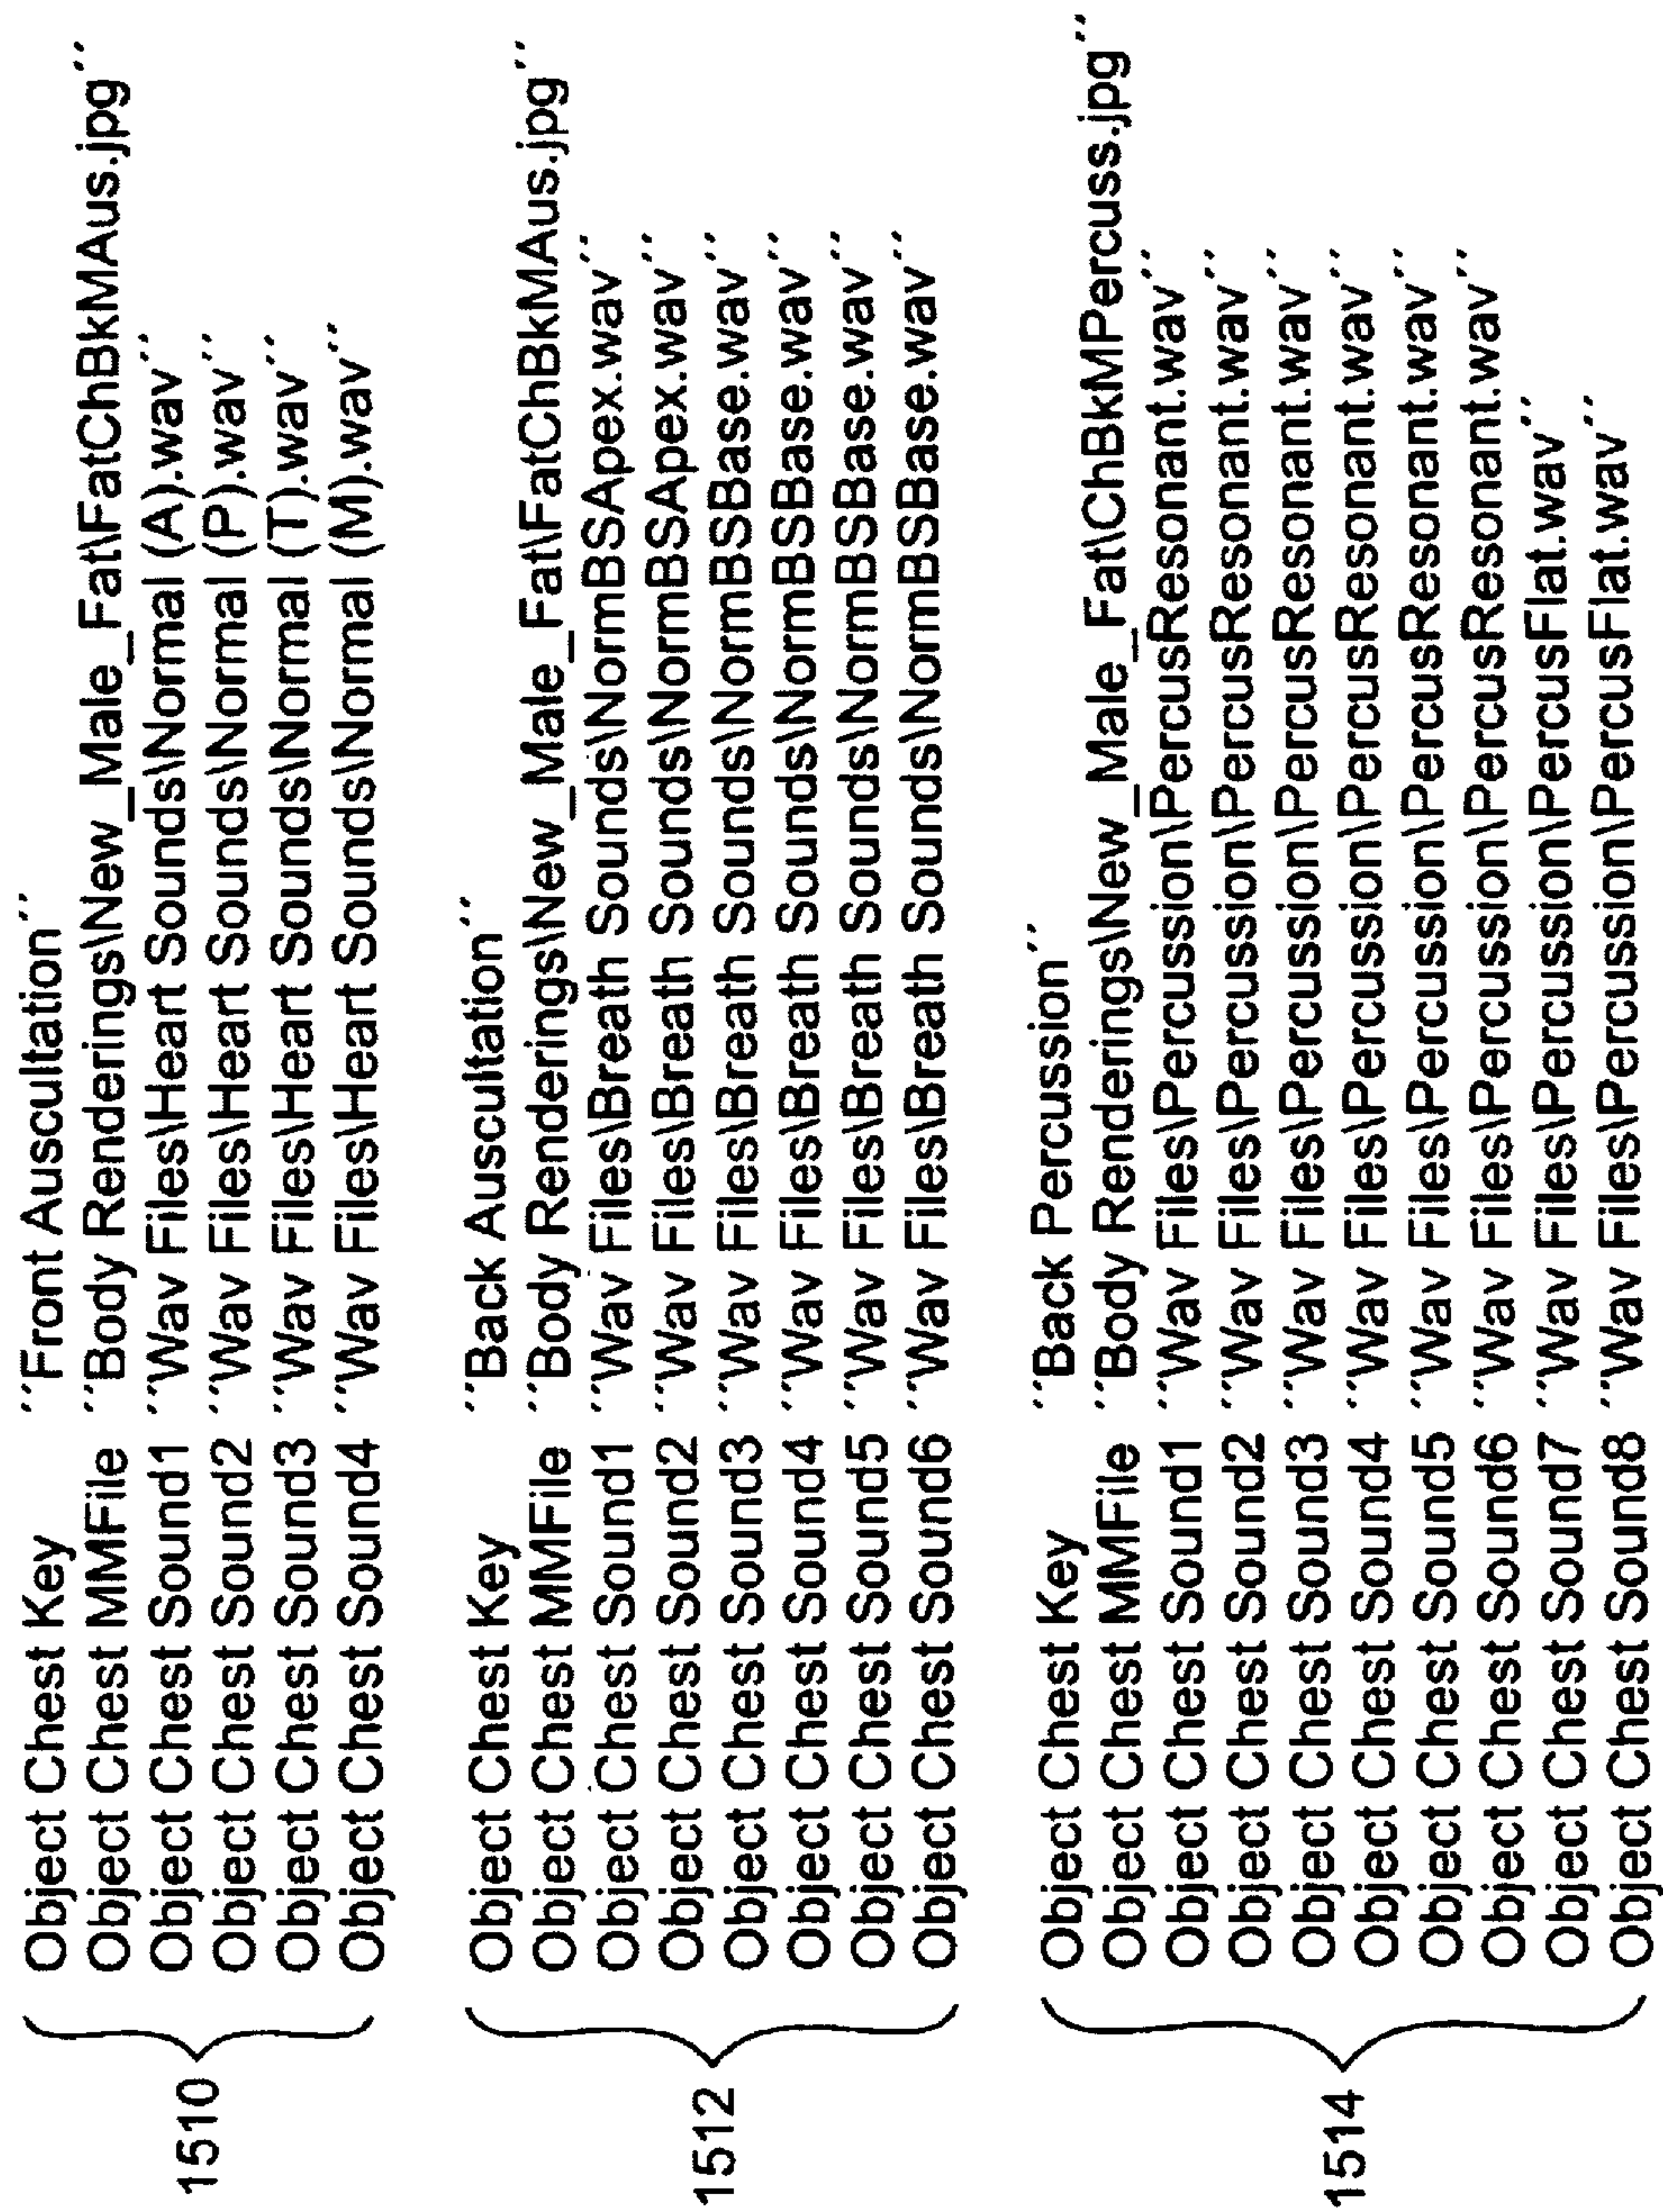 Object Chest Key ″Front Auscultation″
Object Chest MMFile ″Body Renderings\New_Male_Fat\FatChBkMAus.jpg″
Object Chest Sound1 ″Wav Files\Heart Sounds\Normal (A).wav″
Object Chest Sound2 ″Wav Files\Heart Sounds\Normal (P).wav″
Object Chest Sound3 ″Wav Files\Heart Sounds\Normal (T).wav″
Object Chest Sound4 ″Wav Files\Heart Sounds\Normal (M).wav″
1510
Object Chest Key ″Back Auscultation″
Object Chest MMFile ″Body Renderings\New_Male_Fat\FatChBkMAus.jpg″
Object Chest Sound1 ″Wav Files\Breath Sounds\NormBSApex.wav″
Object Chest Sound2 ″Wav Files\Breath Sounds\NormBSApex.wav″
Object Chest Sound3 ″Wav Files\Breath Sounds\NormBSBase.wav″
Object Chest Sound4 ″Wav Files\Breath Sounds\NormBSBase.wav″
Object Chest Sound5 ″Wav Files\Breath Sounds\NormBSBase.wav″
Object Chest Sound6 ″Wav Files\Breath Sounds\NormBSBase.wav″
1512
Object Chest Key ″Back Percussion″
Object Chest MMFile ″Body Renderings\New_Male_Fat\ChBkMPercuss.jpg″
Object Chest Sound1 ″Wav Files\Percussion\PercusResonant.wav″
Object Chest Sound2 ″Wav Files\Percussion\PercusResonant.wav″
Object Chest Sound3 ″Wav Files\Percussion\PercusResonant.wav″
Object Chest Sound4 ″Wav Files\Percussion\PercusResonant.wav″
Object Chest Sound5 ″Wav Files\Percussion\PercusResonant.wav″
Object Chest Sound6 ″Wav Files\Percussion\PercusResonant.wav″
Object Chest Sound7 ″Wav Files\Percussion\PercusFlat.wav″
Object Chest Sound8 ″Wav Files\Percussion\PercusFlat.wav″
1514